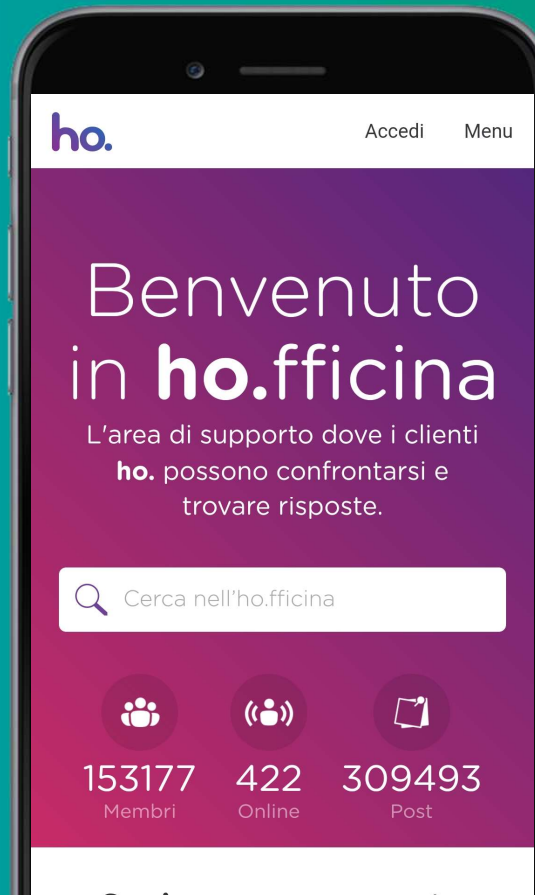 ho.
Accedi Menu
Benvenuto
in ho.fficina
L'area di supporto dove i clienti
ho. possono confrontarsi e
trovare risposte.
Cerca nell'ho.fficina
153177 422 309493
Membri Online Post